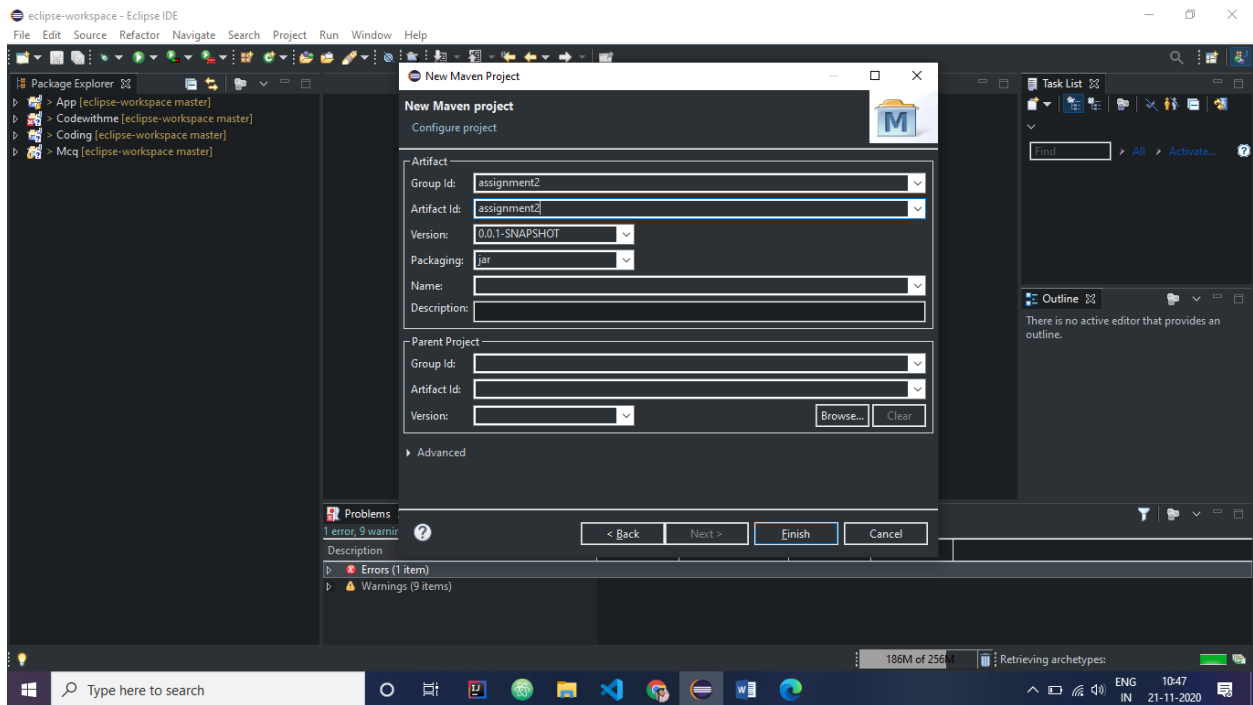 eclipse-workspace - Eclipse IDE
File Edit Source Refactor Navigate Search Project Run Window Help
Package Explorer
> App [eclipse-workspace master]
> Codewithme [eclipse-workspace master]
> Coding [eclipse-workspace master]
> Mcq [eclipse-workspace master]
New Maven Project
New Maven project
Configure project
M
Artifact
Group Id: assignment2
Artifact Id: assignment2
Version: 0.0.1-SNAPSHOT
Packaging: jar
Name:
Description:
Parent Project
Group Id:
Artifact Id:
Version:
Browse... Clear
Advanced
< Back Next > Finish Cancel
Task List
Find All Activate...
Outline
There is no active editor that provides an
outline.
Problems
1 error, 9 warnin
Description
Errors (1 item)
Warnings (9 items)
186M of 256M Retrieving archetypes:
Type here to search
ENG
IN
10:47
21-11-2020